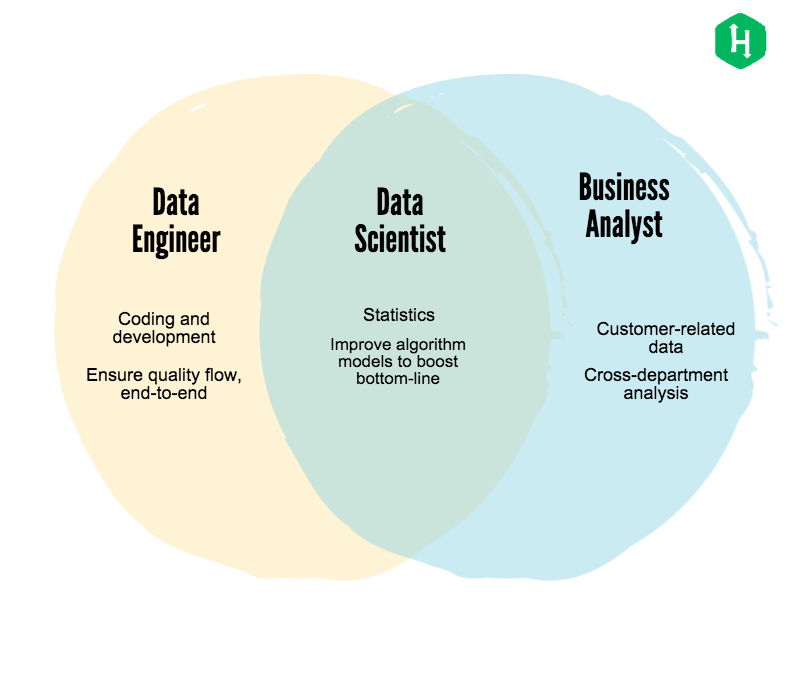 H
Data
Engineer
Coding and
development
Ensure quality flow,
end-to-end
Data
Scientist
Statistics
Improve algorithm
models to boost
bottom-line
Business
Analyst
Customer-related
data
Cross-department
analysis